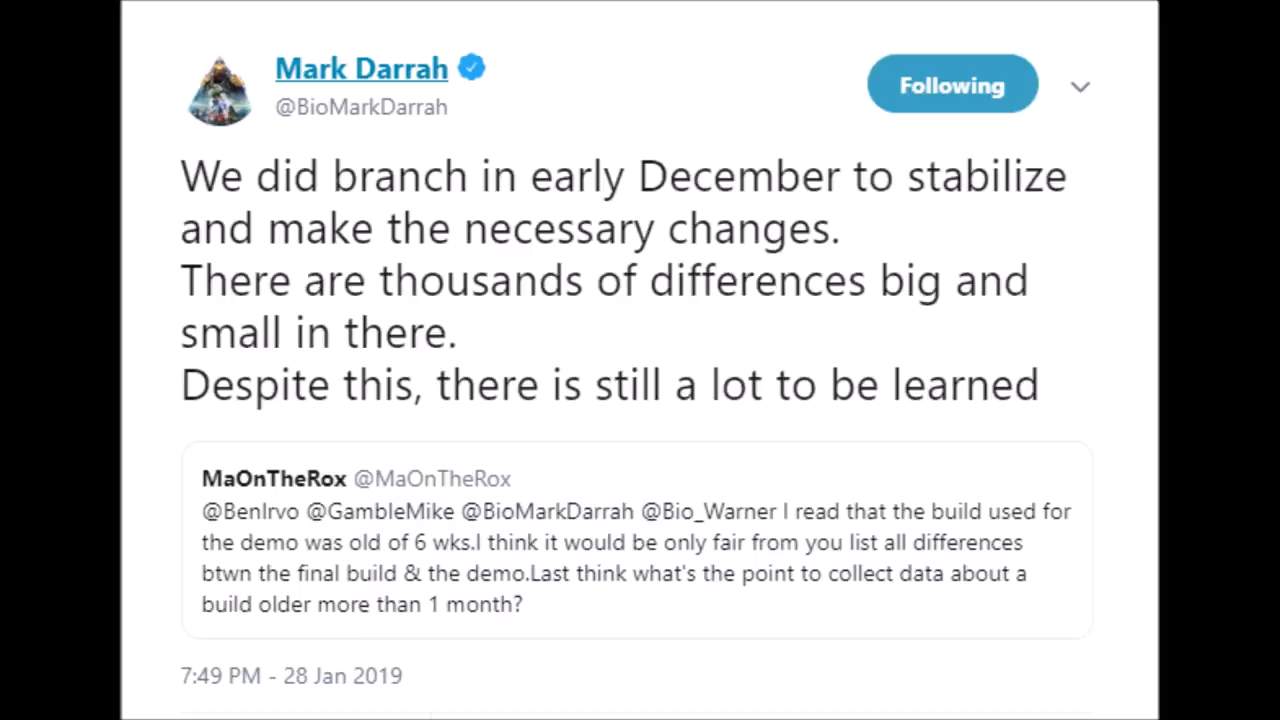 Mark Darrah
@BioMarkDarrah
Following
We did branch in early December to stabilize
and make the necessary changes.
There are thousands of differences big and
small in there.
Despite this, there is still a lot to be learned
MaOnTheRox @MaOnTheRox
@BenIrvo @GambleMike @BioMarkDarrah @Bio_Warner I read that the build used for
the demo was old of 6 wks.I think it would be only fair from you list all differences
btwn the final build & the demo.Last think what's the point to collect data about a
build older more than 1 month?
7:49 PM - 28 Jan 2019